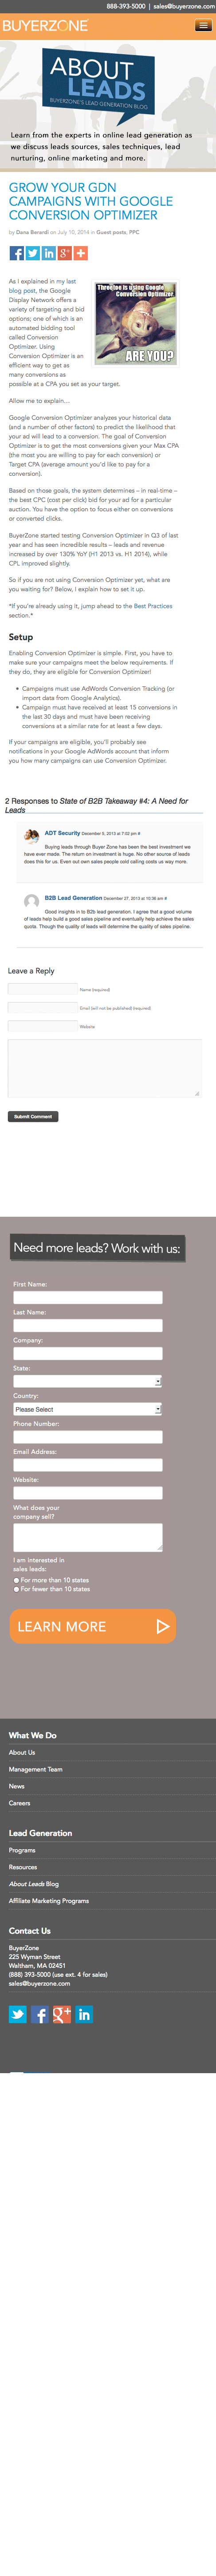 888-393-5000 | sales@buyerzone.com
BUYERZONE
ABOUT
LEADS
BUYERZONE'S LEAD GENERATION BLOG
Learn from the experts in online lead generation as
we discuss leads sources, sales techniques, lead
nurturing, online marketing and more.
GROW YOUR GDN
CAMPAIGNS WITH GOOGLE
CONVERSION OPTIMIZER
by Dana Berardi on July 10, 2014 in Guest posts, PPC
As I explained in my last
blog post, the Google
Display Network offers a
variety of targeting and bid
options; one of which is an
automated bidding tool
called Conversion
Optimizer. Using
Conversion Optimizer is an
efficient way to get as
many conversions as
possible at a CPA you set as your target.
Three lee is using Google
Conversion Optimizer
ARE YOU?
Allow me to explain…
Google Conversion Optimizer analyzes your historical data
(and a number of other factors) to predict the likelihood that
your ad will lead to a conversion. The goal of Conversion
Optimizer is to get the most conversions given your Max CPA
(the most you are willing to pay for each conversion) or
Target CPA (average amount you'd like to pay for a
conversion).
Based on those goals, the system determines – in real-time –
the best CPC (cost per click) bid for your ad for a particular
auction. You have the option to focus either on conversions
or converted clicks.
BuyerZone started testing Conversion Optimizer in Q3 of last
year and has seen incredible results – leads and revenue
increased by over 130% YoY (H1 2013 vs. H1 2014), while
CPL improved slightly.
So if you are not using Conversion Optimizer yet, what are
you waiting for? Below, I explain how to set it up.
*If you're already using it, jump ahead to the Best Practices
section.*
Setup
Enabling Conversion Optimizer is simple. First, you have to
make sure your campaigns meet the below requirements. If
they do, they are eligible for Conversion Optimizer!
Campaigns must use AdWords Conversion Tracking (or
import data from Google Analytics).
Campaign must have received at least 15 conversions in
the last 30 days and must have been receiving
conversions at a similar rate for at least a few days.
If your campaigns are eligible, you'll probably see
notifications in your Google AdWords account that inform
you how many campaigns can use Conversion Optimizer.
2 Responses to State of B2B Takeaway #4: A Need for
Leads
ADT Security December 5, 2013 at 7:02 pm #
Buying leads through Buyer Zone has been the best investment we
have ever made. The return on investment is huge. No other source of leads
does this for us. Even our sales people stopped cold calling outs we do way more.
B2B Lead Generation December 27, 2013 at 10:36 am #
Good insights in to B2b lead generation. I agree that a good volume
of leads help build a good sales pipeline and eventually helps to achieve the sales
quota. Though the quality of leads will determine the quality of sales pipeline.
Leave a Reply
Name (required)
Email (will not be published) (required)
Website
Submit Comment
Need more leads? Work with us:
First Name:
Last Name:
Company:
State:
Country:
Please Select
Phone Number:
Email Address:
Website:
What does your
company sell?
I am interested in
sales leads:
For more than 10 states
For fewer than 10 states
LEARN MORE
What We Do
About Us
Management Team
News
Careers
Lead Generation
Programs
Resources
About Leads Blog
Affiliate Marketing Programs
Contact Us
BuyerZone
225 Wyman Street
Waltham, MA 02451
(888) 393-5000 (use ext. 4 for sales)
sales@buyerzone.com